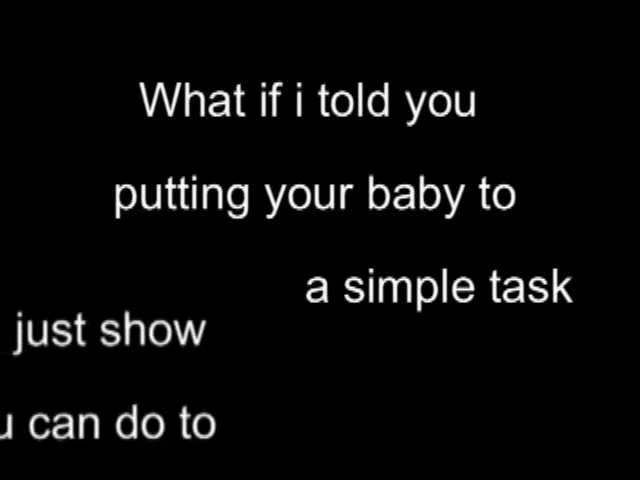 What if i told you
putting your baby to
a simple task
just show
can do to